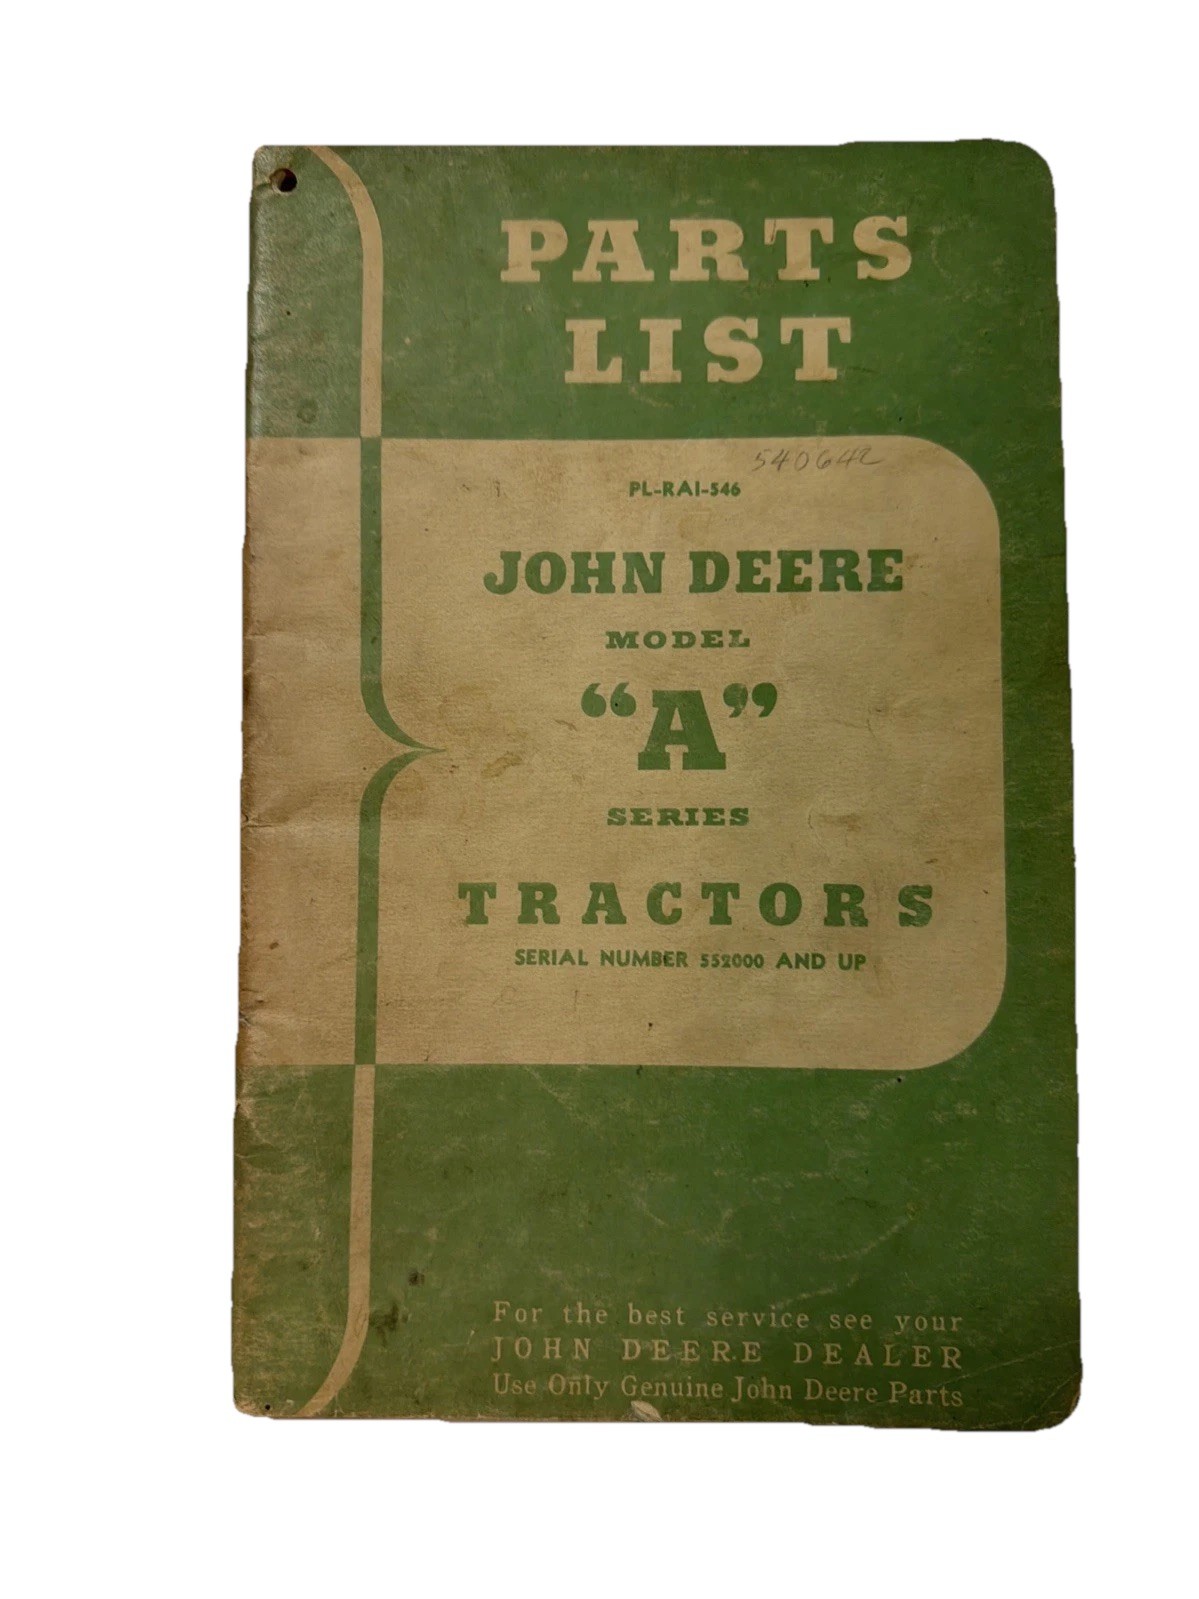 PARTS
LIST
540642
PL-RA1-546
JOHN DEERE
MODEL
“A”
SERIES
TRACTORS
SERIAL NUMBER 552000 AND UP
For the best service see your
JOHN DEERE DEALER
Use Only Genuine John Deere Parts